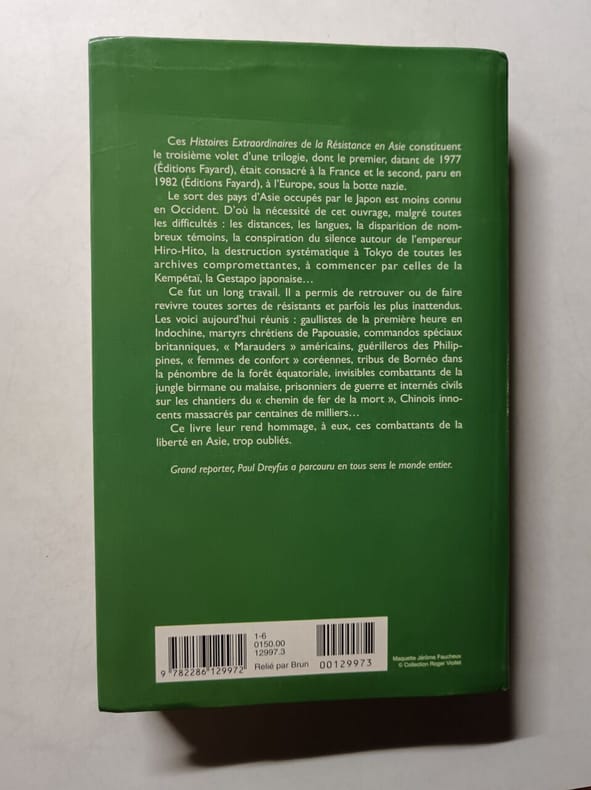 Ces Histoires Extraordinaires de la Résistance en Asie constituent
le troisième volet d'une trilogie, dont le premier, datant de 1977
(Éditions Fayard), était consacré à la France et le second, paru en
1982 (Éditions Fayard), à l'Europe, sous la botte nazie.
Le sort des pays d'Asie occupés par le Japon est moins connu
en Occident. D'où la nécessité de cet ouvrage, malgré toutes
les difficultés : les distances, les langues, la disparition de nom-
breux témoins, la conspiration du silence autour de l'empereur
Hiro-Hito, la destruction systématique à Tokyo de toutes les
archives compromettantes, à commencer par celles de la
Kempétaï, la Gestapo japonaise...
Ce fut un long travail. Il a permis de retrouver ou de faire
revivre toutes sortes de résistants et parfois les plus inattendus.
Les voici aujourd'hui réunis : gaullistes de la première heure en
Indochine, martyrs chrétiens de Papouasie, commandos spéciaux
britanniques, « Marauders » américains, guérilleros des Philip-
pines, « femmes de confort » coréennes, tribus de Bornéo dans
la pénombre de la forêt équatoriale, invisibles combattants de la
jungle birmane ou malaise, prisonniers de guerre et internés civils
sur les chantiers du « chemin de fer de la mort », Chinois inno-
cents massacrés par centaines de milliers...
Ce livre leur rend hommage, à eux, ces combattants de la
liberté en Asie, trop oubliés.
Grand reporter, Paul Dreyfus a parcouru en tous sens le monde entier.
1-6
0150.00
12997.3
Relié par Brun
9 782286 129972
00129973
Maquette Jérôme Faucheux
© Collection Roger Viollet